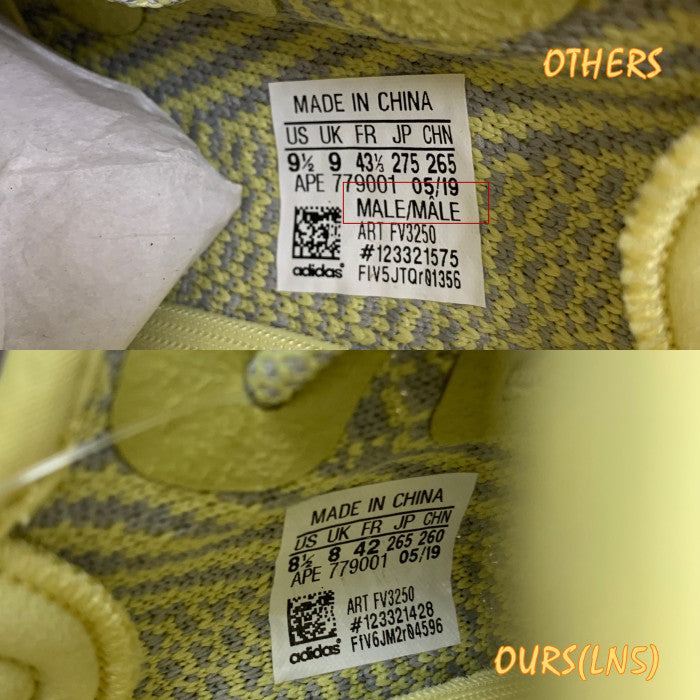 OTHERS
MADE IN CHINA
US UK FR JP CHN
9½ 9 43⅓ 275 265
APE 779001 05/19
MALE/MÂLE
ART FV3250
#123321575
adidas FIV5JTQr01356
MADE IN CHINA
US UK FR JP CHN
8½ 8 42 265 260
APE 779001 05/19
ART FV3250
#123321428
adidas FIV6JM2r04596
OURS(LNS)